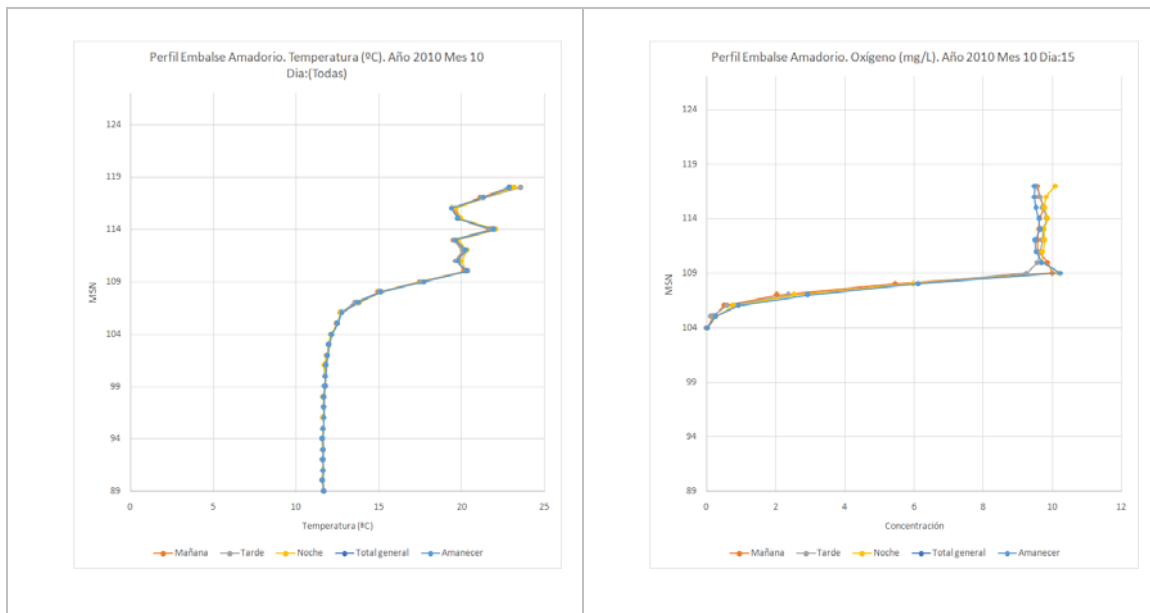 Perfil Embalse Amadorio. Temperatura (ºC). Año 2010 Mes 10
Dia:(Todas)
MSN
124
119
114
109
104
99
94
89
0 5 10 15 20 25
Temperatura (ºC)
Mañana Tarde Noche Total general Amanecer
Perfil Embalse Amadorio. Oxígeno (mg/L). Año 2010 Mes 10 Dia:15
MSN
124
119
114
109
104
99
94
89
0 2 4 6 8 10 12
Concentración
Mañana Tarde Noche Total general Amanecer